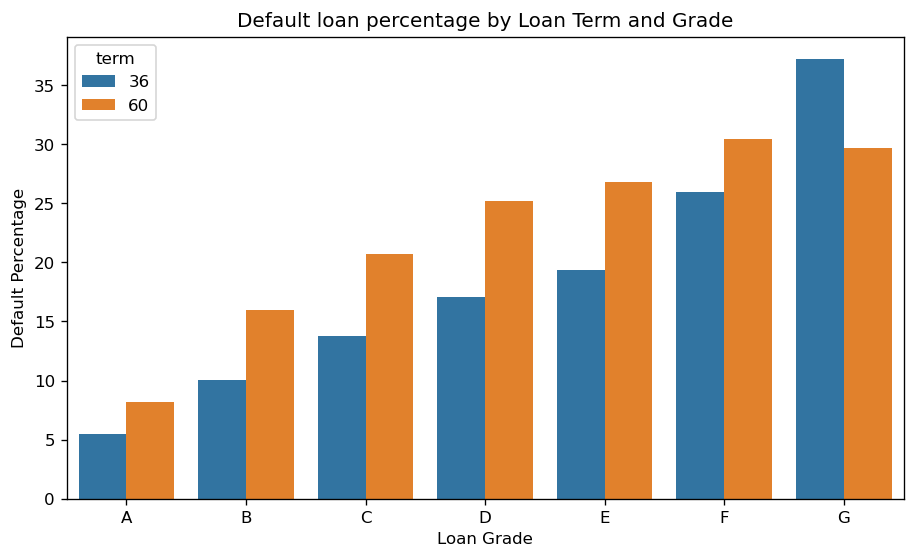 Default loan percentage by Loan Term and Grade
term
36
60
Default Percentage
35
30
25
20
15
10
5
0
A B C D E F G
Loan Grade